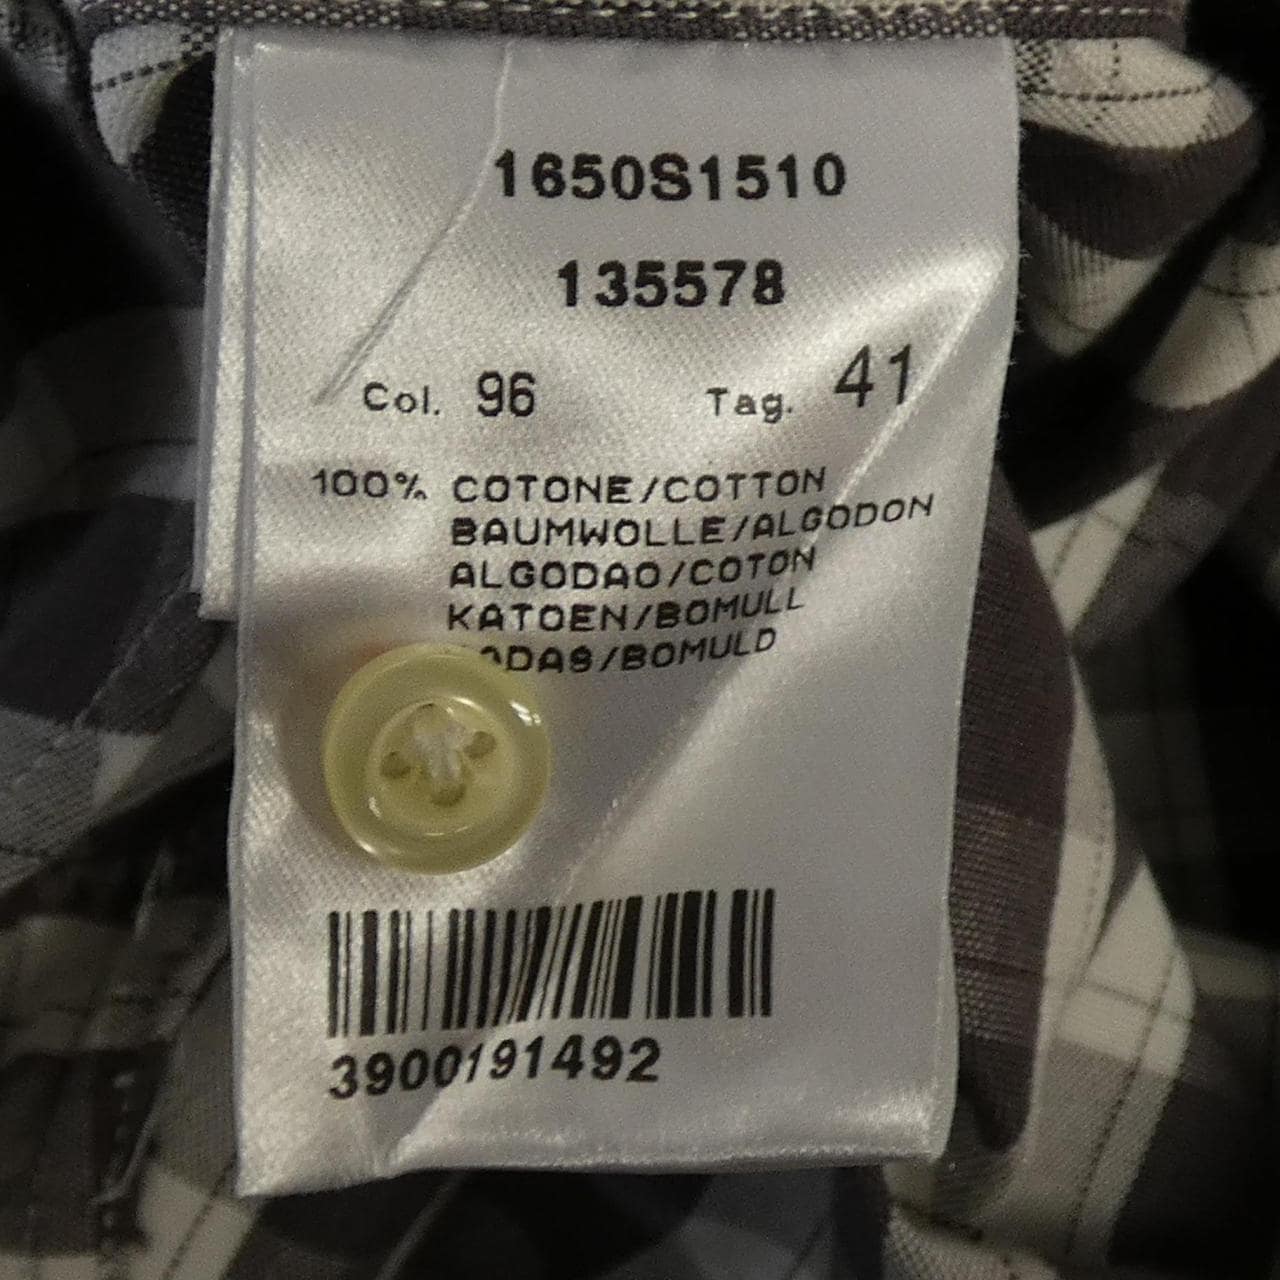 1650S1510
135578
Col. 96 Tag. 41
100% COTONE/COTTON
BAUMWOLLE/ALGODON
ALGODAO/COTON
KATOEN/BOMULL
/BOMULD
3900191492